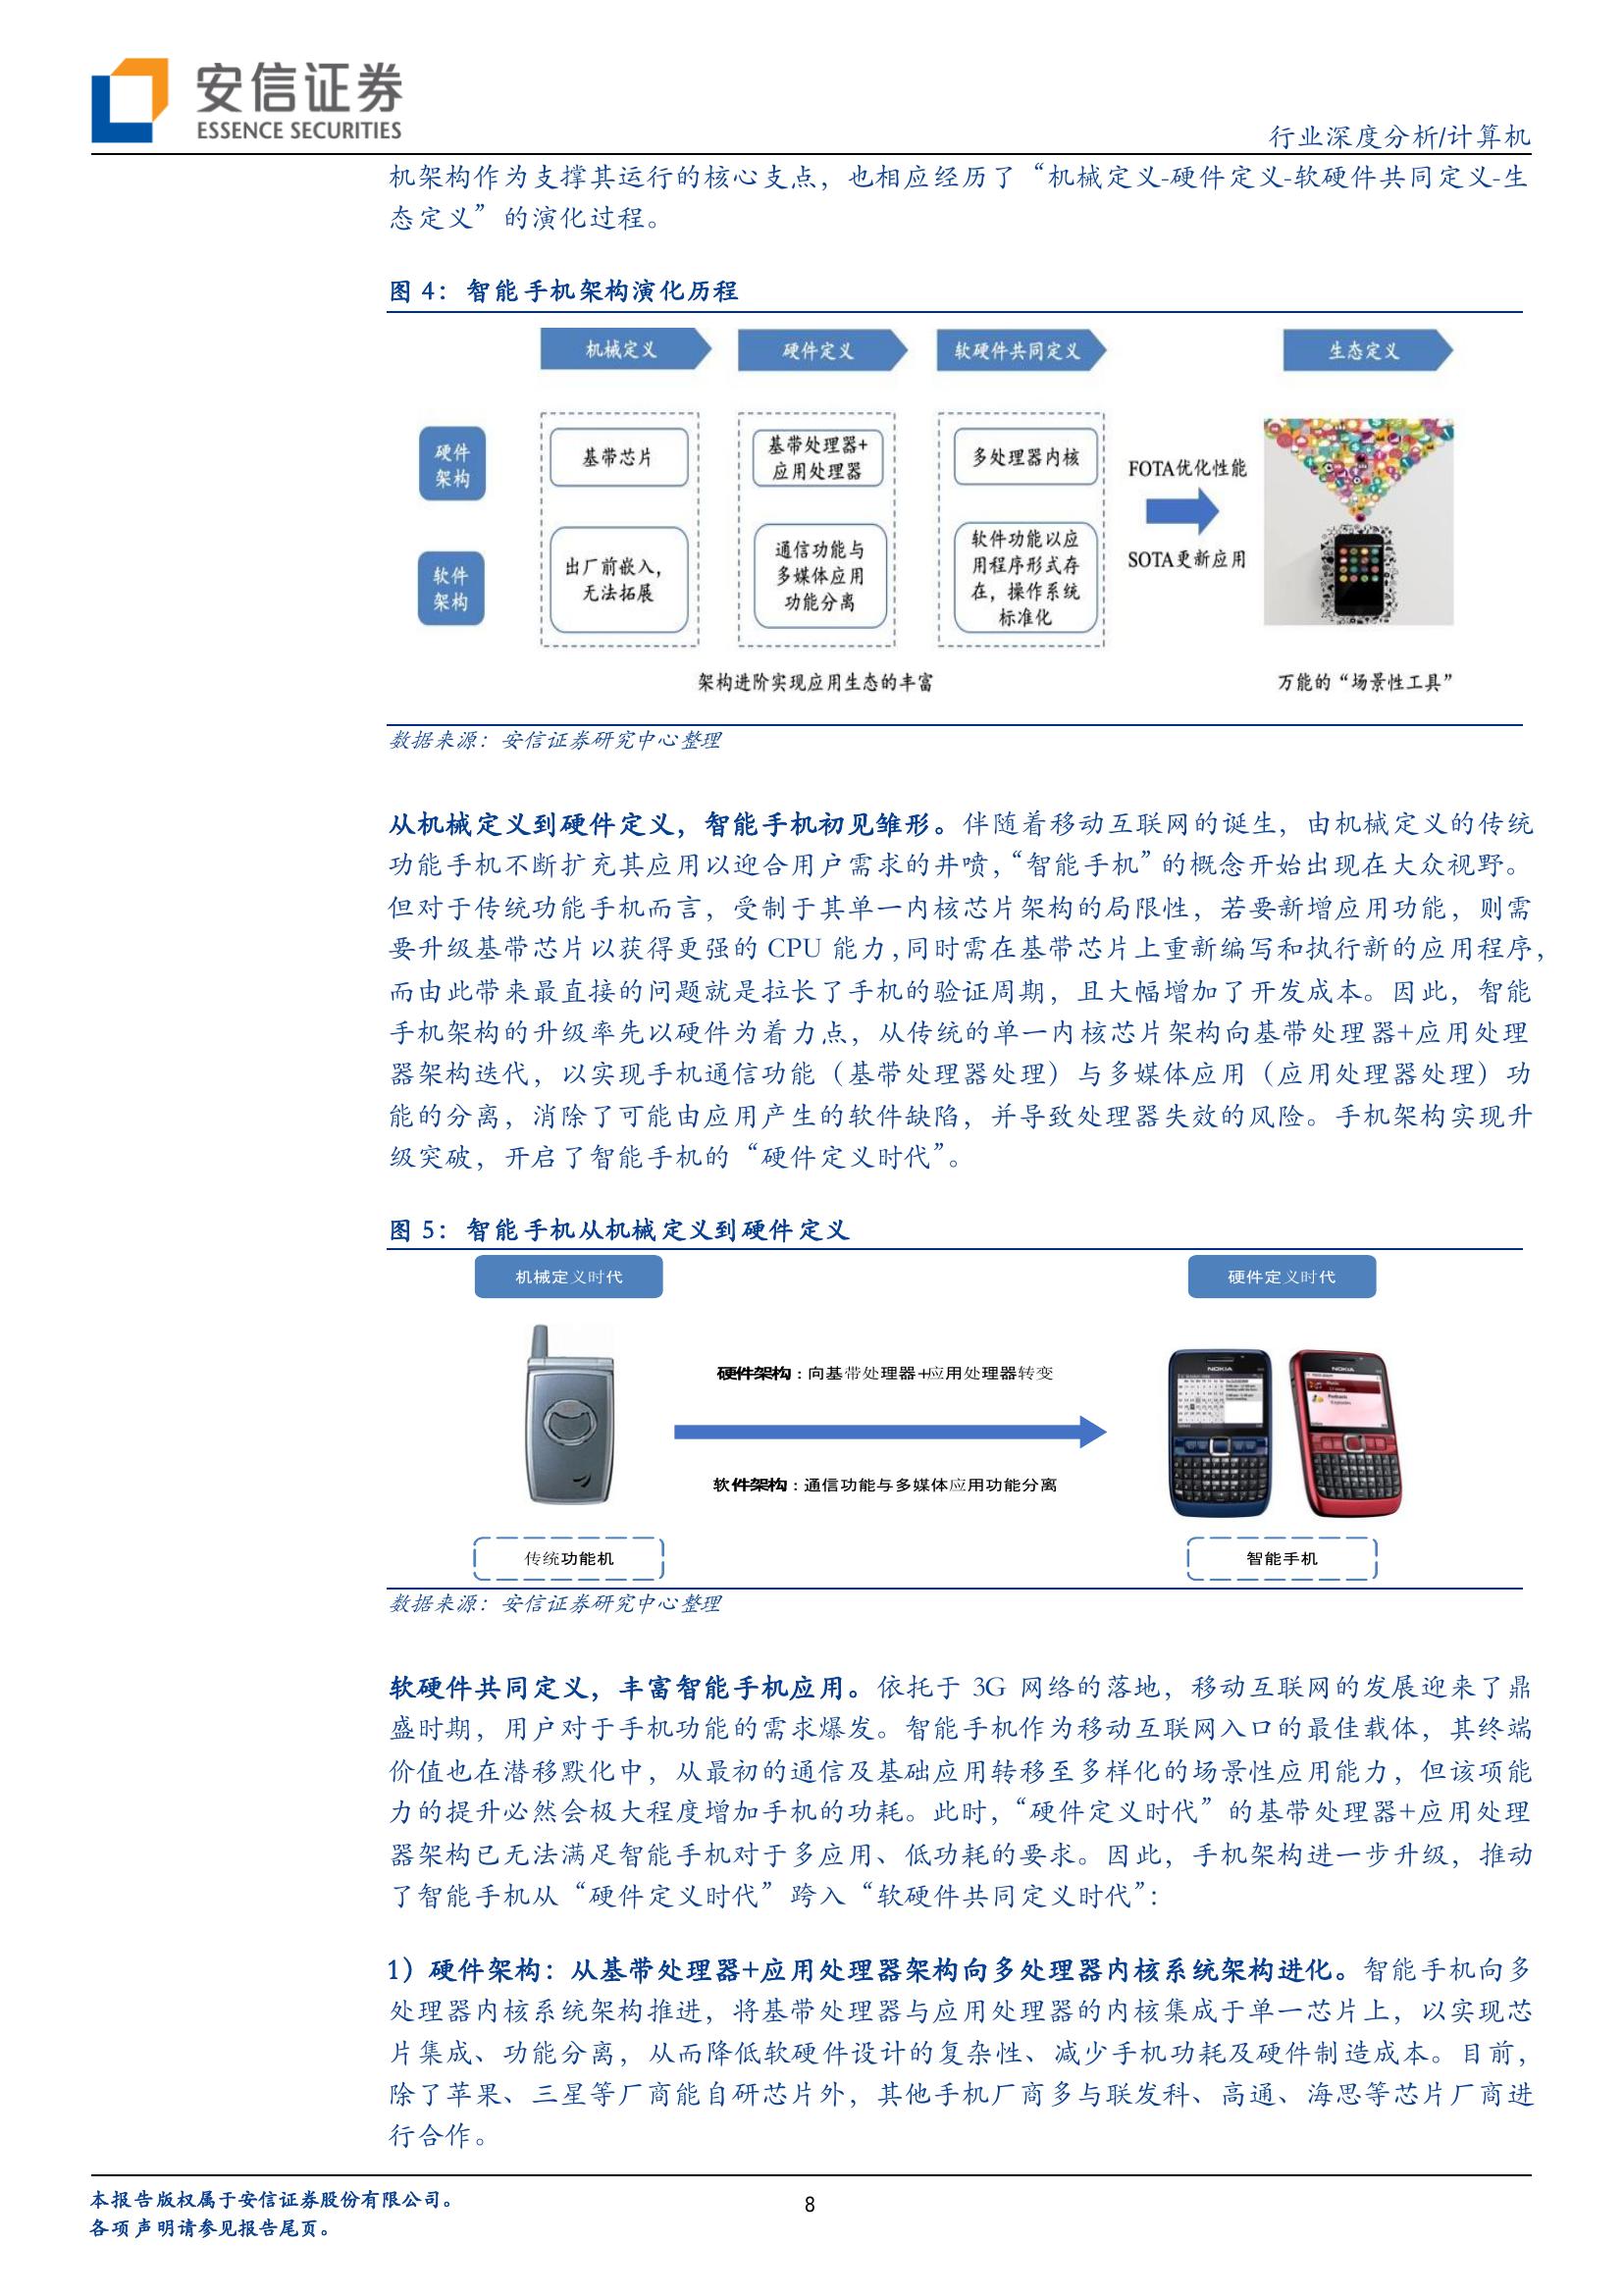 安信证券
ESSENCE SECURITIES
行业深度分析/计算机
机架构作为支撑其运行的核心支点，也相应经历了“机械定义-硬件定义-软硬件共同定义-生
态定义”的演化过程。
图 4：智能手机架构演化历程
机械定义
硬件定义
软硬件共同定义
生态定义
硬件
架构
基带芯片
基带处理器+
应用处理器
多处理器内核
FOTA优化性能
软件
架构
出厂前嵌入，
无法拓展
通信功能与
多媒体应用
功能分离
软件功能以应
用程序形式存
在，操作系统
标准化
SOTA更新应用
架构进阶实现应用生态的丰富
万能的“场景性工具”
数据来源：安信证券研究中心整理
从机械定义到硬件定义，智能手机初见雏形。伴随着移动互联网的诞生，由机械定义的传统
功能手机不断扩充其应用以迎合用户需求的井喷，“智能手机”的概念开始出现在大众视野。
但对于传统功能手机而言，受制于其单一内核芯片架构的局限性，若要新增应用功能，则需
要升级基带芯片以获得更强的 CPU 能力，同时需在基带芯片上重新编写和执行新的应用程序，
而由此带来最直接的问题就是拉长了手机的验证周期，且大幅增加了开发成本。因此，智能
手机架构的升级率先以硬件为着力点，从传统的单一内核芯片架构向基带处理器+应用处理
器架构迭代，以实现手机通信功能（基带处理器处理）与多媒体应用（应用处理器处理）功
能的分离，消除了可能由应用产生的软件缺陷，并导致处理器失效的风险。手机架构实现升
级突破，开启了智能手机的“硬件定义时代”。
图 5：智能手机从机械定义到硬件定义
机械定义时代
硬件定义时代
硬件架构：向基带处理器+应用处理器转变
NOKIA
NOKIA
软件架构：通信功能与多媒体应用功能分离
传统功能机
智能手机
数据来源：安信证券研究中心整理
软硬件共同定义，丰富智能手机应用。依托于 3G 网络的落地，移动互联网的发展迎来了鼎
盛时期，用户对于手机功能的需求爆发。智能手机作为移动互联网入口的最佳载体，其终端
价值也在潜移默化中，从最初的通信及基础应用转移至多样化的场景性应用能力，但该项能
力的提升必然会极大程度增加手机的功耗。此时，“硬件定义时代”的基带处理器+应用处理
器架构已无法满足智能手机对于多应用、低功耗的要求。因此，手机架构进一步升级，推动
了智能手机从“硬件定义时代”跨入“软硬件共同定义时代”：
1）硬件架构：从基带处理器+应用处理器架构向多处理器内核系统架构进化。智能手机向多
处理器内核系统架构推进，将基带处理器与应用处理器的内核集成于单一芯片上，以实现芯
片集成、功能分离，从而降低软硬件设计的复杂性、减少手机功耗及硬件制造成本。目前，
除了苹果、三星等厂商能自研芯片外，其他手机厂商多与联发科、高通、海思等芯片厂商进
行合作。
本报告版权属于安信证券股份有限公司。
各项声明请参见报告尾页。
8